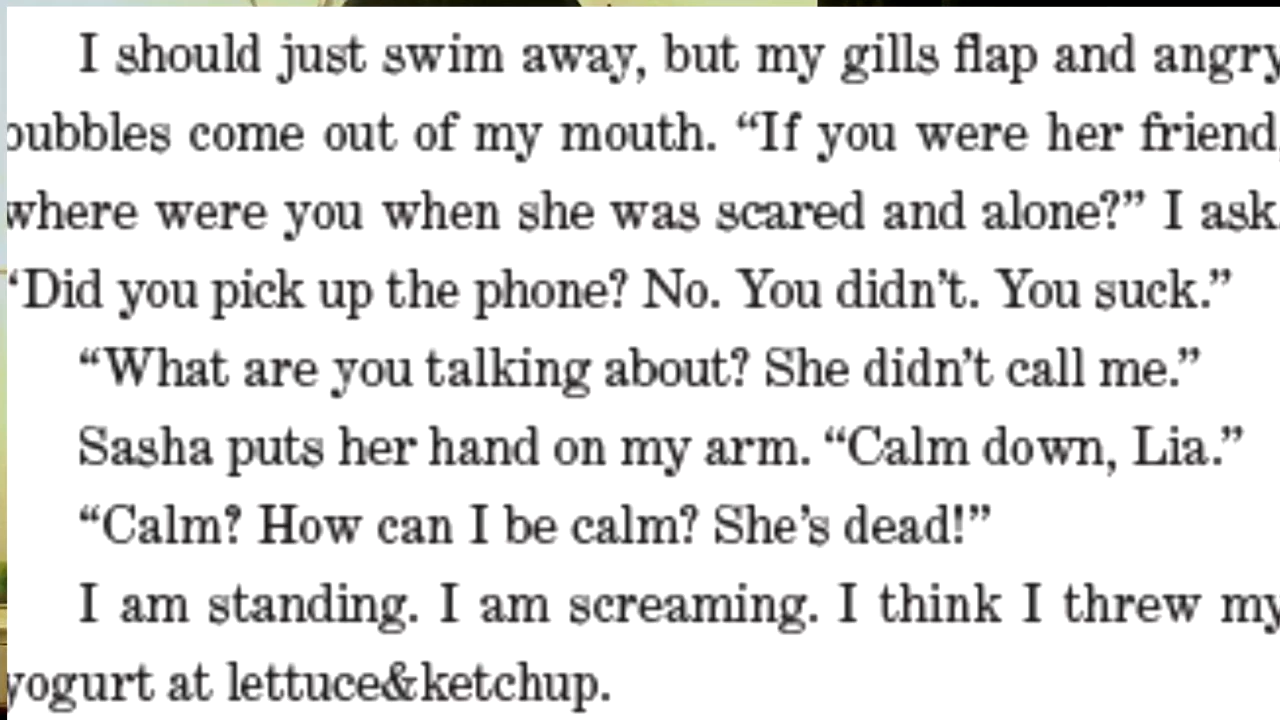 I should just swim away, but my gills flap and angry
bubbles come out of my mouth. “If you were her friend,
where were you when she was scared and alone?” I ask.
“Did you pick up the phone? No. You didn’t. You suck.”
“What are you talking about? She didn’t call me.”
Sasha puts her hand on my arm. “Calm down, Lia.”
“Calm? How can I be calm? She’s dead!”
I am standing. I am screaming. I think I threw my
yogurt at lettuce&ketchup.